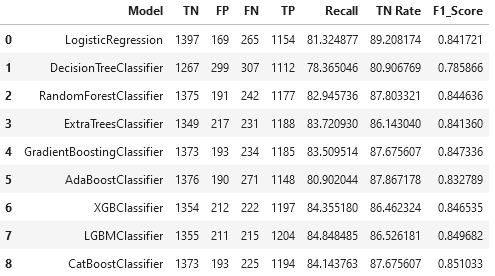 Model TN FP FN TP Recall TN Rate F1_Score
0 LogisticRegression 1397 169 265 1154 81.324877 89.208174 0.841721
1 DecisionTreeClassifier 1267 299 307 1112 78.365046 80.906769 0.785866
2 RandomForestClassifier 1375 191 242 1177 82.945736 87.803321 0.844636
3 ExtraTreesClassifier 1349 217 231 1188 83.720930 86.143040 0.841360
4 GradientBoostingClassifier 1373 193 234 1185 83.509514 87.675607 0.847336
5 AdaBoostClassifier 1376 190 271 1148 80.902044 87.867178 0.832789
6 XGBClassifier 1354 212 222 1197 84.355180 86.462324 0.846535
7 LGBMClassifier 1355 211 215 1204 84.848485 86.526181 0.849682
8 CatBoostClassifier 1373 193 225 1194 84.143763 87.675607 0.851033